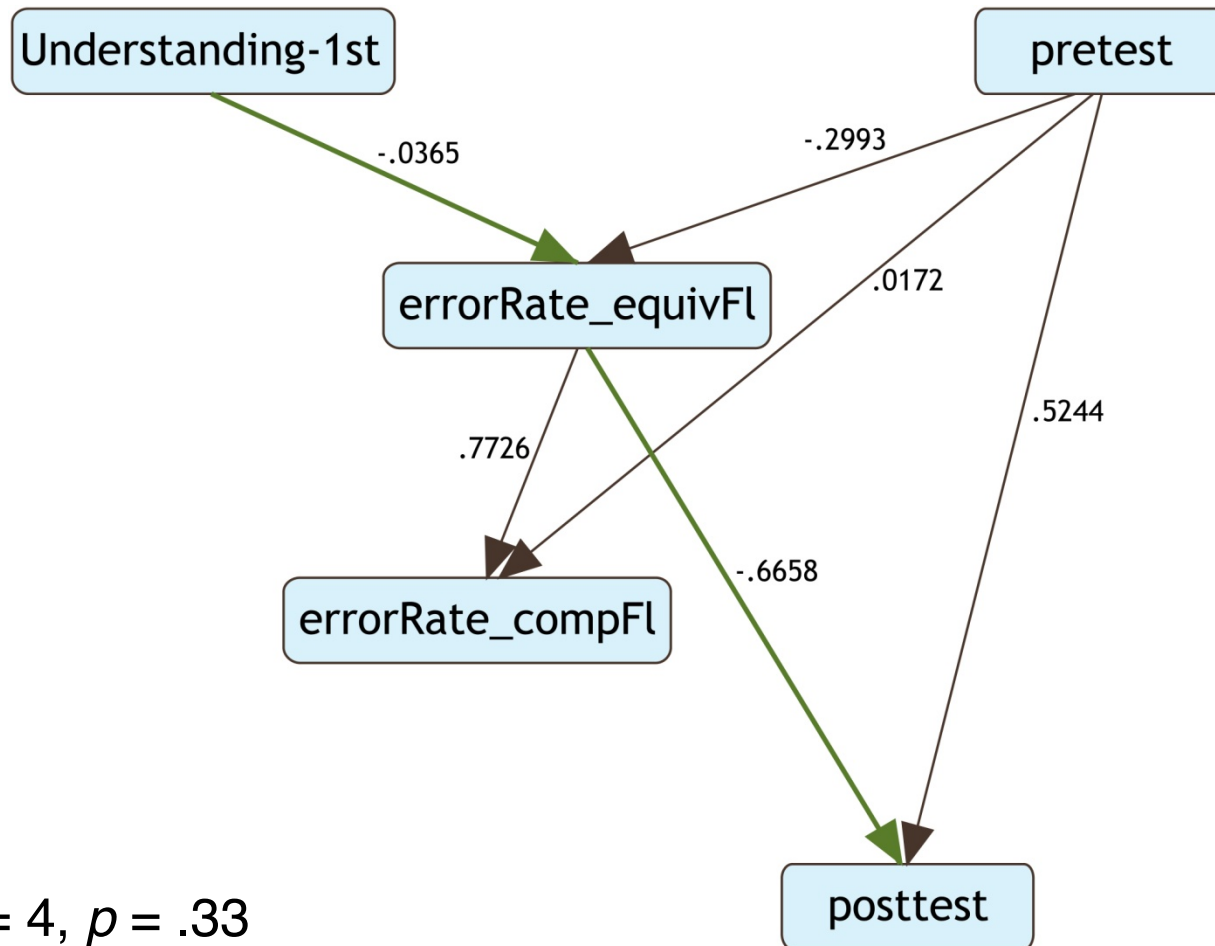 Understanding-1st
pretest
-.0365
-.2993
.0172
errorRate_equivFl
.5244
.7726
-.6658
errorRate_compFl
posttest
= 4, p = .33